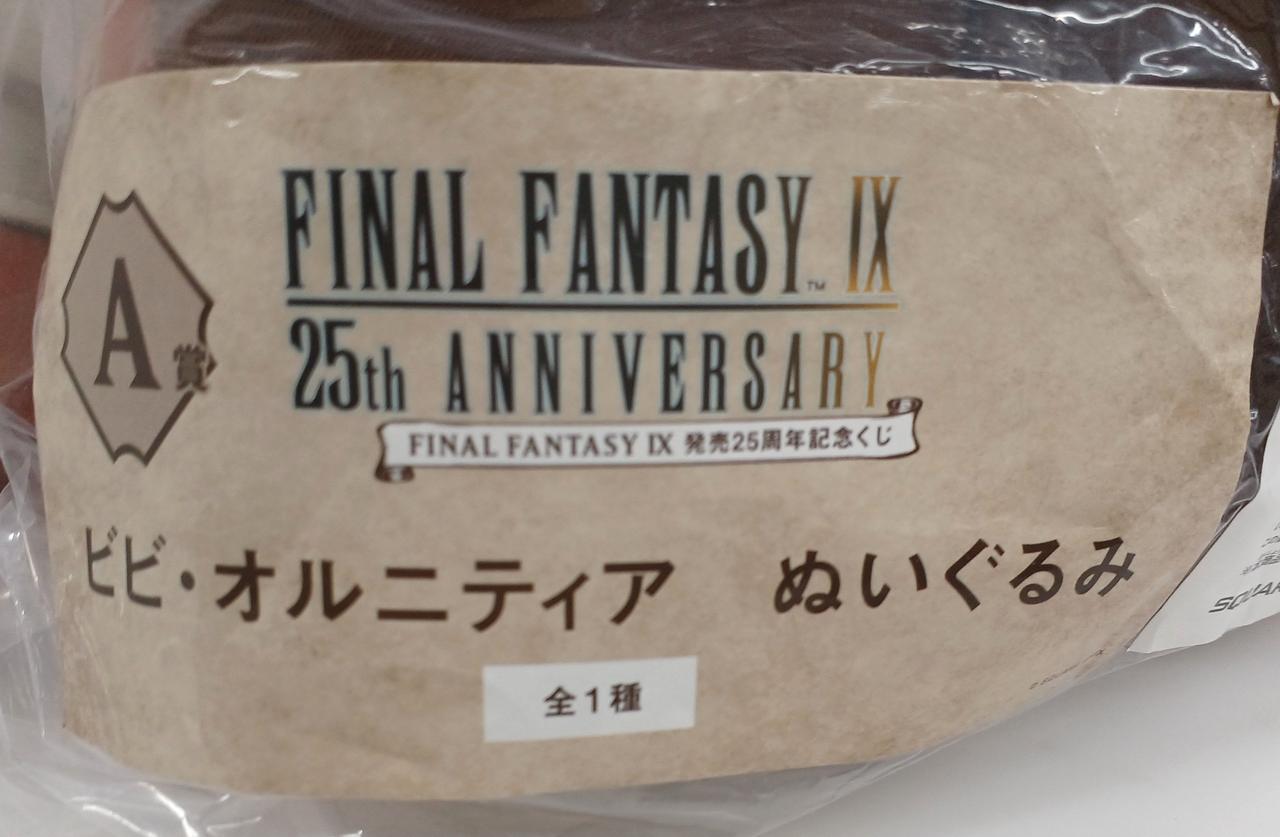 FINAL FANTASY™ IX
25th ANNIVERSARY
FINAL FANTASY IX 発売25周年記念くじ
A賞
ビビ・オルニティア ぬいぐるみ
全1種